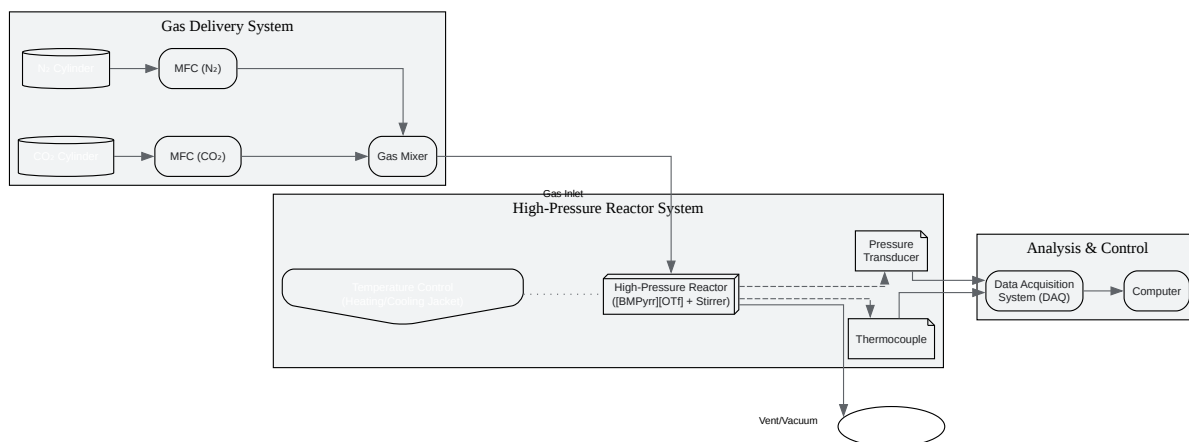 Gas Delivery System
N₂ Cylinder
MFC (N₂)
CO₂ Cylinder
MFC (CO₂)
Gas Mixer
Gas Inlet
High-Pressure Reactor System
Pressure
Transducer
Analysis & Control
Temperature Control
(Heating/Cooling Jacket)
High-Pressure Reactor
([BMPyrr][OTf] + Stirrer)
Data Acquisition
System (DAQ)
Computer
Thermocouple
Vent/Vacuum